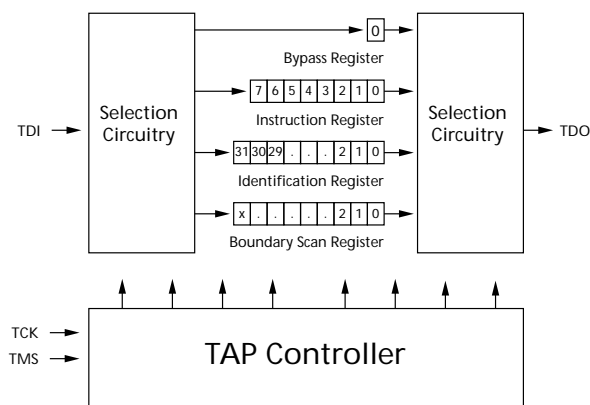 0
Bypass Register
7 6 5 4 3 2 1 0
Selection
Circuitry
Selection
Circuitry
Instruction Register
TDI
TDO
31 30 29 . . . 2 1 0
Identification Register
x . . . . . 2 1 0
Boundary Scan Register
TCK
TAP Controller
TMS